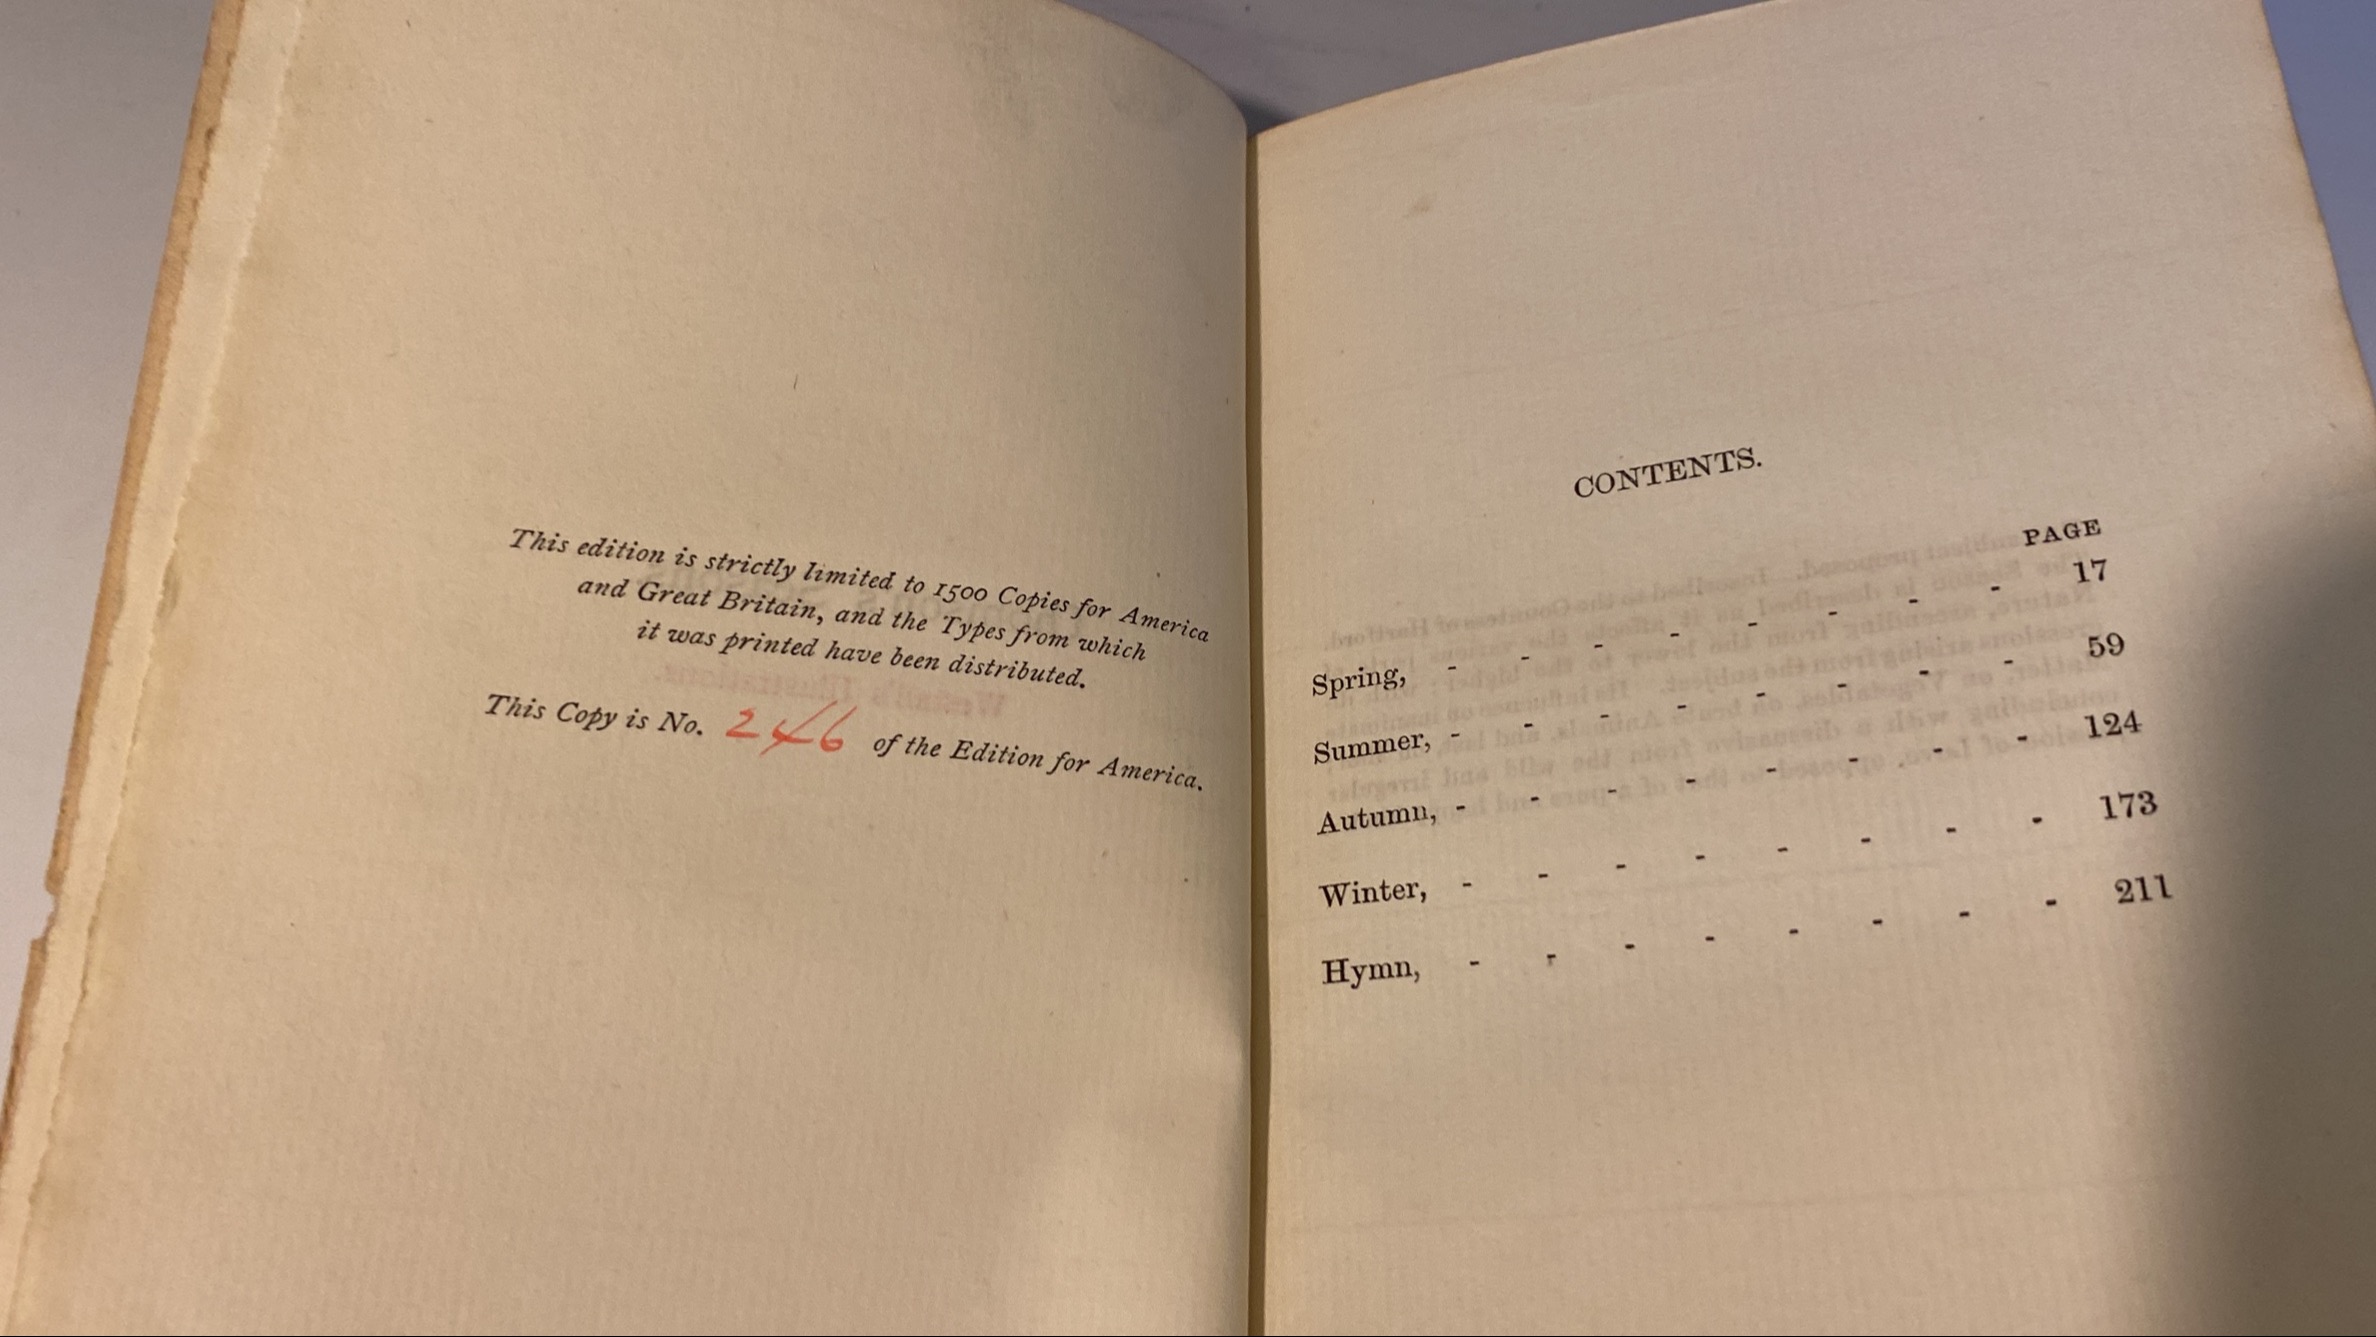 This edition is strictly limited to 1500 Copies for America
and Great Britain, and the Types from which
it was printed have been distributed.
This Copy is No. 246 of the Edition for America.
CONTENTS.
PAGE
Spring, - - - - - - - - 17
Summer, - - - - - - - - 59
Autumn, - - - - - - - - 124
Winter, - - - - - - - - 173
Hymn, - - - - - - - - 211